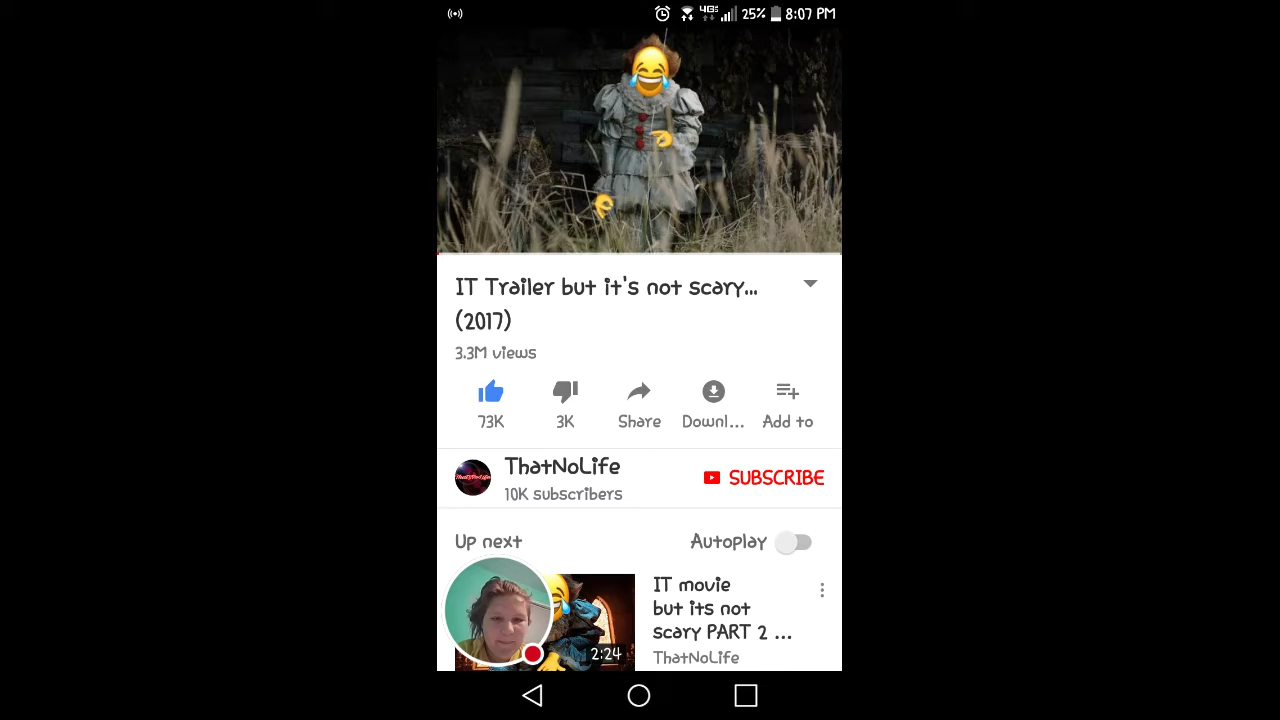 4G 25% 8:07 PM
IT Trailer but it's not scary...
(2017)
3.3M views
73K 3K Share Downl... Add to
ThatNoLife
10K subscribers
SUBSCRIBE
Up next Autoplay
2:24
IT movie
but its not
scary PART 2 ...
ThatNoLife